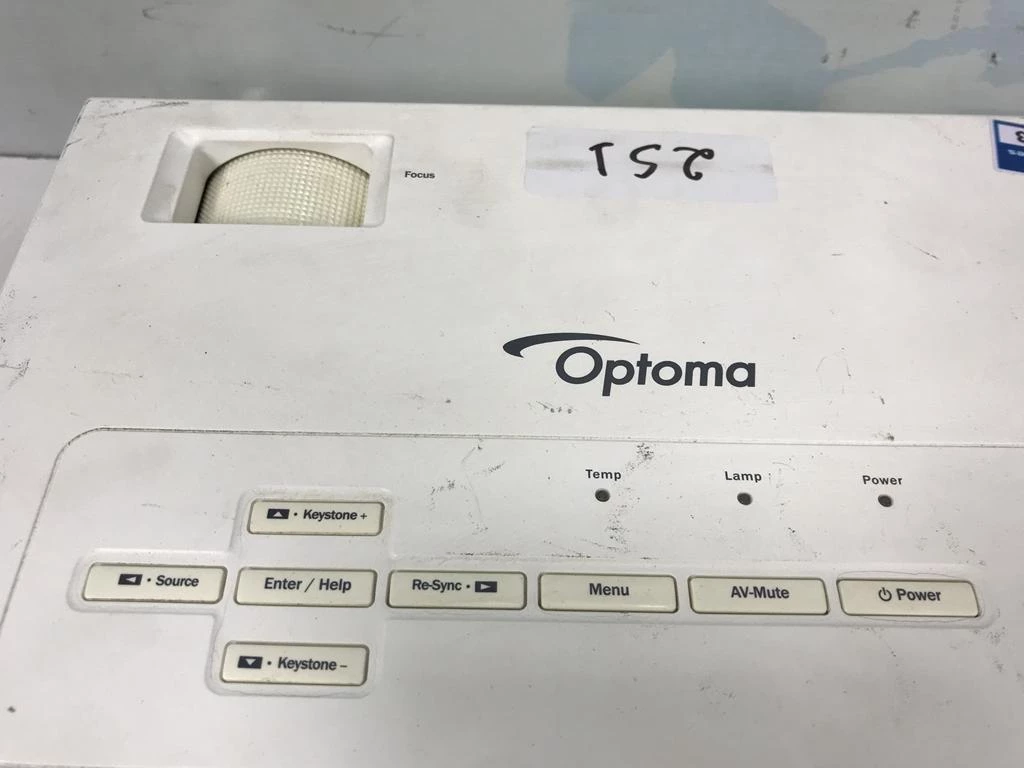 Focus
251
Optoma
Temp
Lamp
Power
▲ • Keystone +
◄ • Source
Enter / Help
Re-Sync • ►
Menu
AV-Mute
⏻ Power
▼ • Keystone –